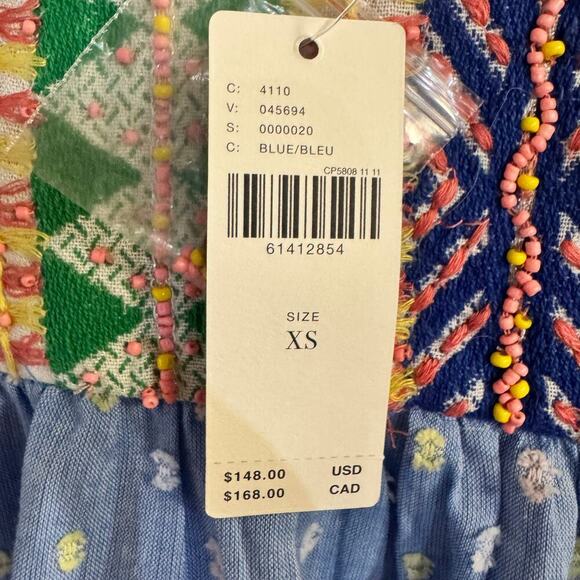 C: 4110
V: 045694
S: 0000020
C: BLUE/BLEU
CP5808 11 11
61412854
SIZE
XS
$148.00 USD
$168.00 CAD